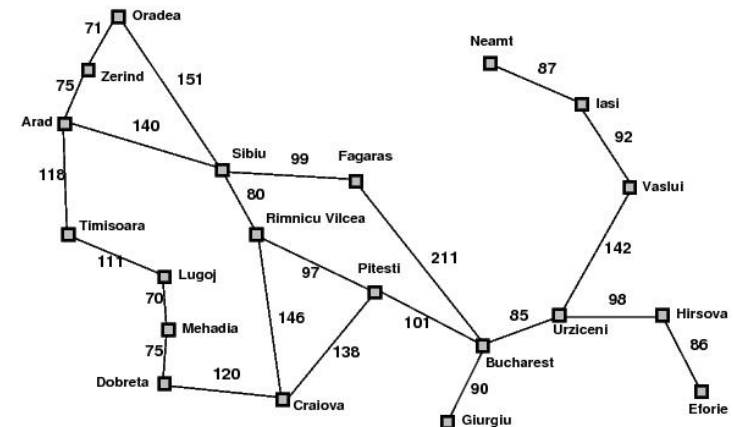 Oradea
71
Neamt
87
Zerind
151
75
Iasi
Arad
140
92
Sibiu
99
Fagaras
118
80
Vaslui
Rimnicu Vilcea
Timisoara
211
142
111
97
Pitesti
Lugoj
70
98
Hirsova
146
101
85
Mehadia
Urziceni
86
75
138
Bucharest
120
Dobreta
90
Craiova
Eforie
Giurgiu